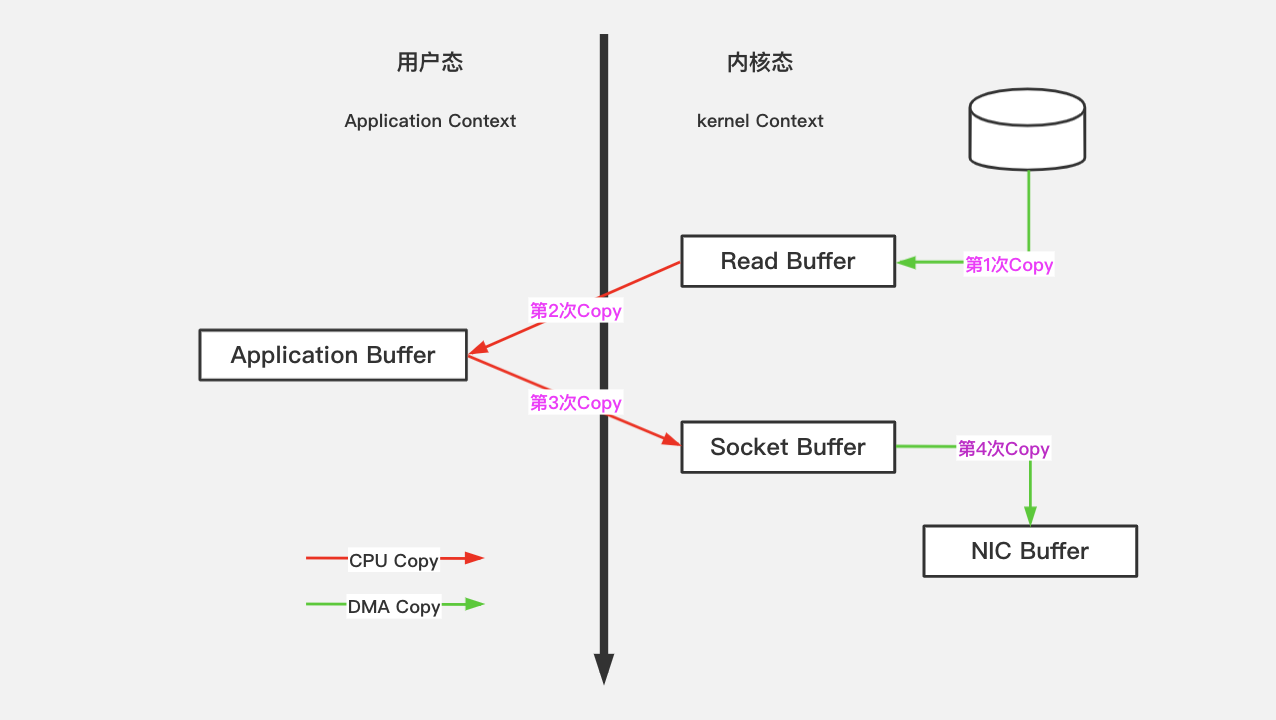 用户态
内核态
Application Context
kernel Context
Read Buffer
第1次Copy
第2次Copy
Application Buffer
第3次Copy
Socket Buffer
第4次Copy
NIC Buffer
CPU Copy
DMA Copy